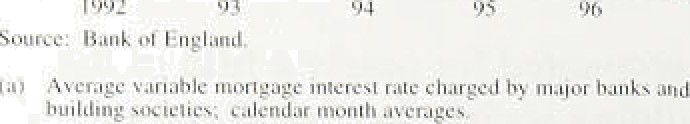 1992 93 94 95 96
Source: Bank of England.
(a) Average variable mortgage interest rate charged by major banks and
building societies; calendar month averages.